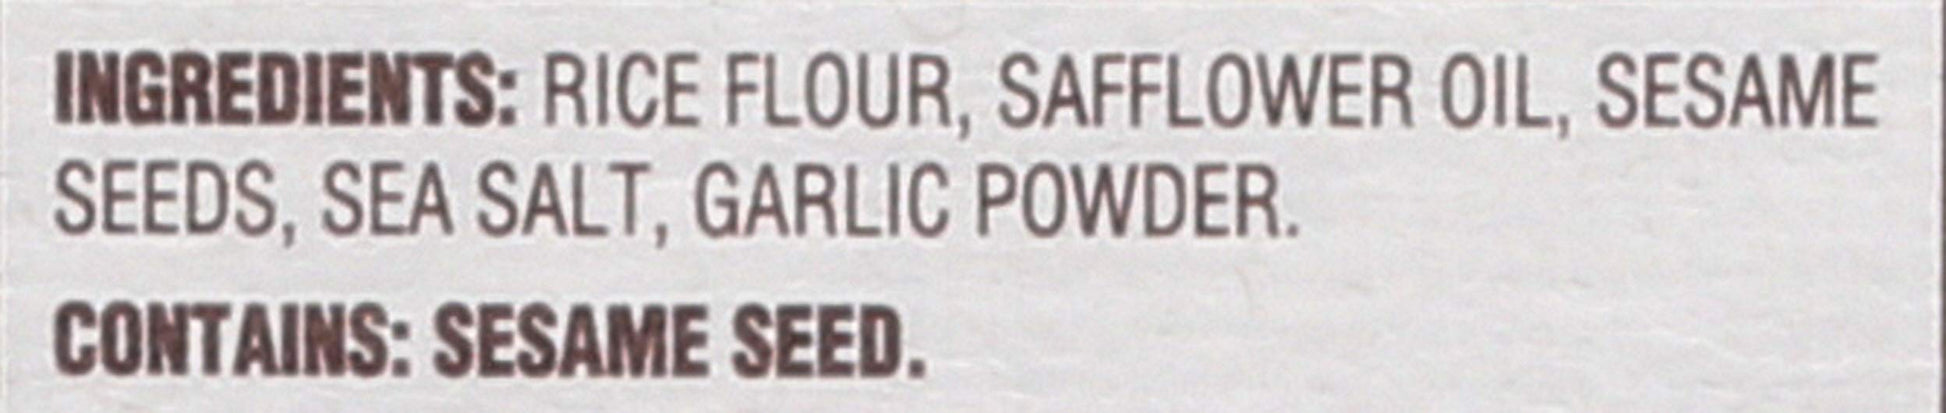 INGREDIENTS: RICE FLOUR, SAFFLOWER OIL, SESAME
SEEDS, SEA SALT, GARLIC POWDER.
CONTAINS: SESAME SEED.